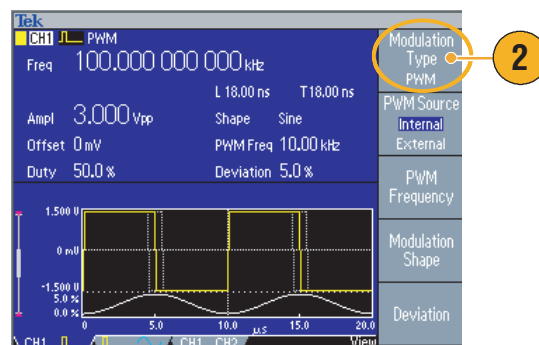 Tek
CH1 PWM
Freq 100.000 000 000 kHz
L 18.00 ns T18.00 ns
Ampl 3.000 Vpp Shape Sine
Offset 0 mV PWM Freq 10.00 kHz
Duty 50.0 % Deviation 5.0 %
1.500 V
0 mV
-1.500 V
5.0 %
0.0 %
0 5.0 10.0 µs 15.0 20.0
CH1 CH1 CH2 View
Modulation
Type
PWM
2
PWM Source
Internal
External
PWM
Frequency
Modulation
Shape
Deviation